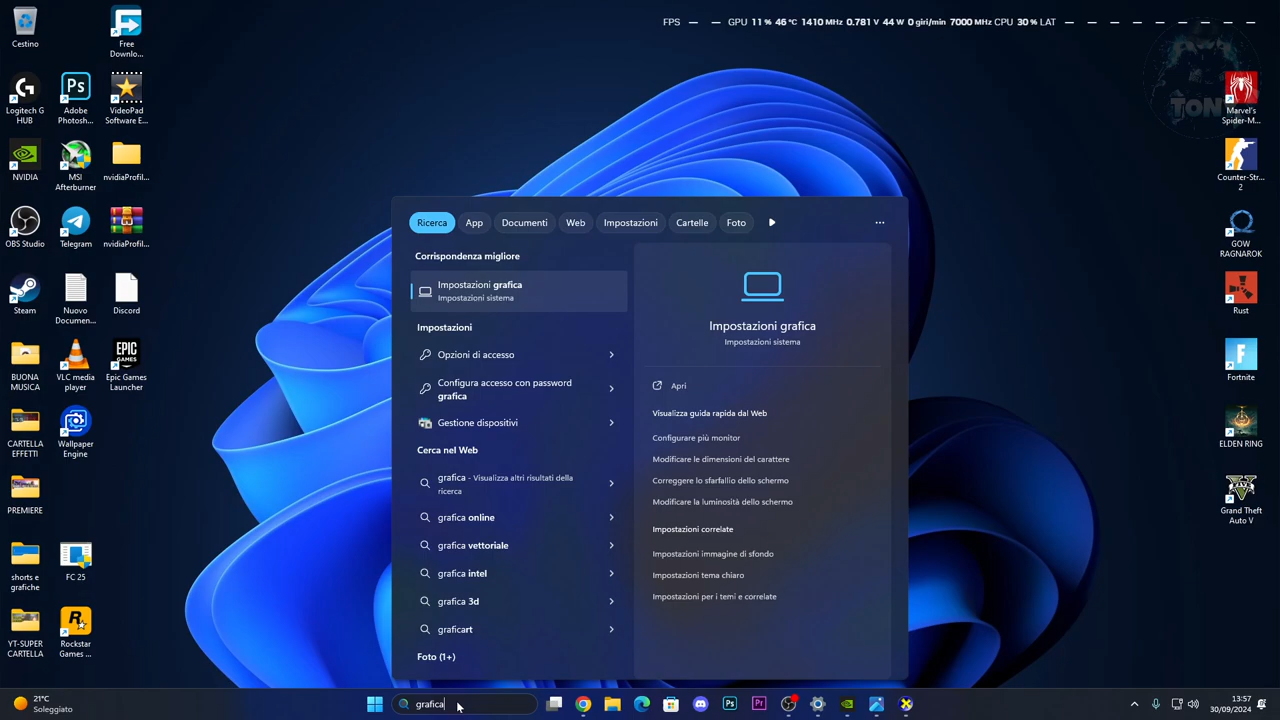 FPS — — GPU 11 % 46 °C 1410 MHz 0.781 V 44 W 0 giri/min 7000 MHz CPU 30 % LAT — — — — — — — —
Cestino
Free
Downlo...
Logitech G
HUB
Adobe
Photosh...
VideoPad
Software E...
NVIDIA
MSI
Afterburner
nvidiaProfil...
OBS Studio
Telegram
nvidiaProfil...
Steam
Nuovo
Documen...
Discord
BUONA
MUSICA
VLC media
player
Epic Games
Launcher
CARTELLA
EFFETTI
Wallpaper
Engine
PREMIERE
shorts e
grafiche
FC 25
YT-SUPER
CARTELLA
Rockstar
Games ...
TON
Marvel's
Spider-M...
Counter-Str...
2
GOW
RAGNAROK
Rust
Fortnite
ELDEN RING
Grand Theft
Auto V
Ricerca App Documenti Web Impostazioni Cartelle Foto ...
Corrispondenza migliore
Impostazioni grafica
Impostazioni sistema
Impostazioni
Opzioni di accesso
Configura accesso con password
grafica
Gestione dispositivi
Cerca nel Web
grafica - Visualizza altri risultati della
ricerca
grafica online
grafica vettoriale
grafica intel
grafica 3d
graficart
Foto (1+)
Impostazioni grafica
Impostazioni sistema
Apri
Visualizza guida rapida dal Web
Configurare più monitor
Modificare le dimensioni del carattere
Correggere lo sfarfallio dello schermo
Modificare la luminosità dello schermo
Impostazioni correlate
Impostazioni immagine di sfondo
Impostazioni tema chiaro
Impostazioni per i temi e correlate
21°C
Soleggiato
grafica
13:57
30/09/2024